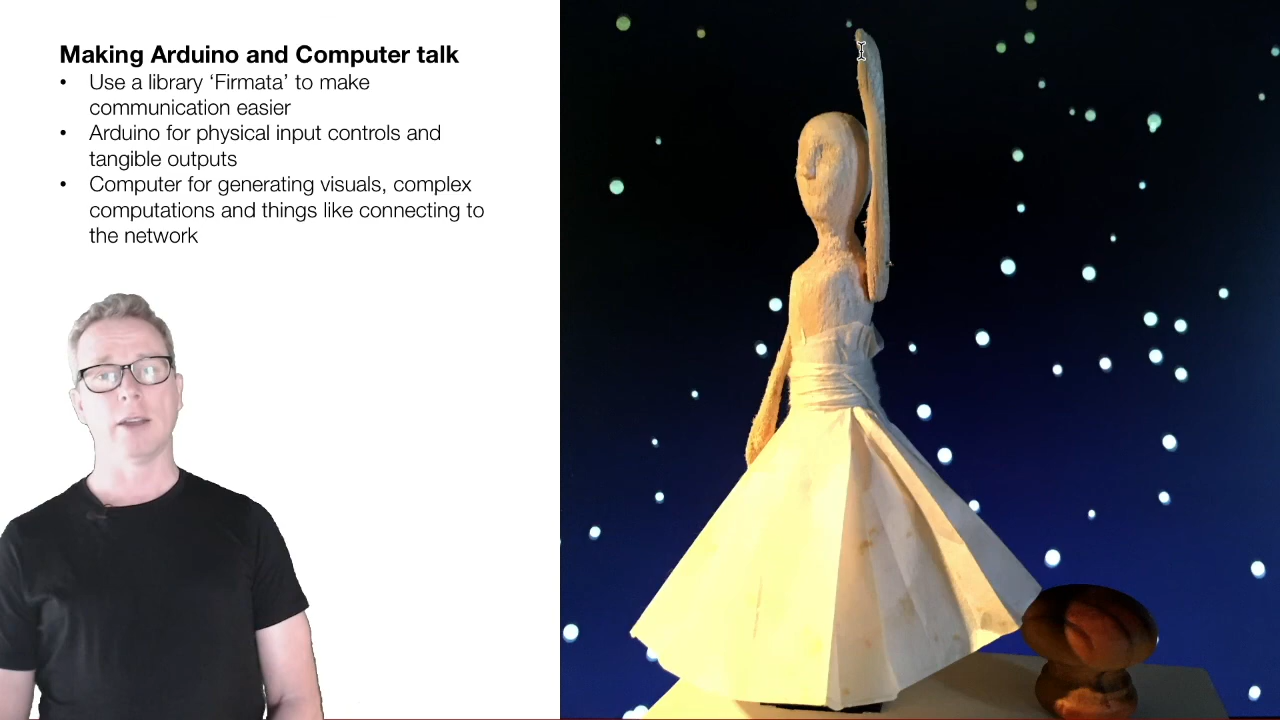 Making Arduino and Computer talk
• Use a library ‘Firmata’ to make
communication easier
• Arduino for physical input controls and
tangible outputs
• Computer for generating visuals, complex
computations and things like connecting to
the network